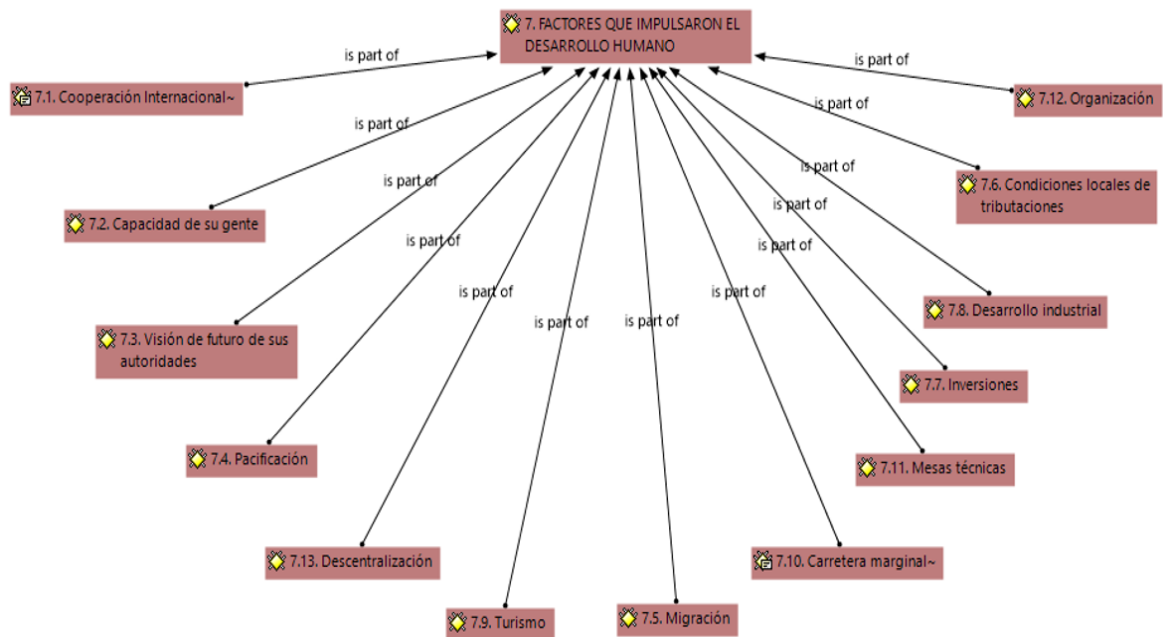 7. FACTORES QUE IMPULSARON EL
DESARROLLO HUMANO
is part of
is part of
7.1. Cooperación Internacional~
7.12. Organización
is part of
is part of
is part of
7.6. Condiciones locales de
tributaciones
is part of
is part of
7.2. Capacidad de su gente
is part of
is part of
is part of
is part of
7.8. Desarrollo industrial
is part of
is part of
7.3. Visión de futuro de sus
autoridades
7.7. Inversiones
7.4. Pacificación
7.11. Mesas técnicas
7.13. Descentralización
7.10. Carretera marginal~
7.9. Turismo
7.5. Migración